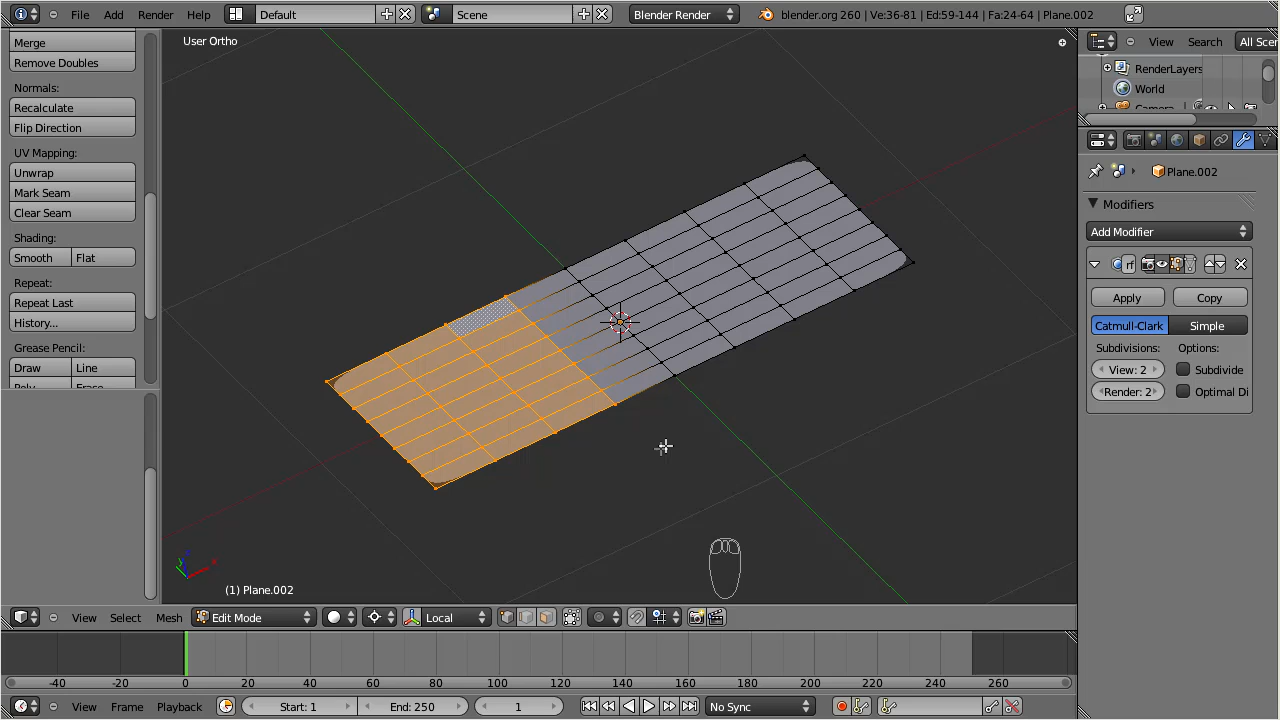 File Add Render Help Default Scene Blender Render blender.org 260 | Ve:36-81 | Ed:59-144 | Fa:24-64 | Plane.002
Merge
Remove Doubles
Normals:
Recalculate
Flip Direction
UV Mapping:
Unwrap
Mark Seam
Clear Seam
Shading:
Smooth Flat
Repeat:
Repeat Last
History...
Grease Pencil:
Draw Line
User Ortho
(1) Plane.002
View Search All Sce
RenderLayers
World
Camera
Plane.002
Modifiers
Add Modifier
rf
Apply Copy
Catmull-Clark Simple
Subdivisions: Options:
View: 2 Subdivide
Render: 2 Optimal Di
View Select Mesh Edit Mode Local
-40 -20 0 20 40 60 80 100 120 140 160 180 200 220 240 260
View Frame Playback Start: 1 End: 250 1 No Sync